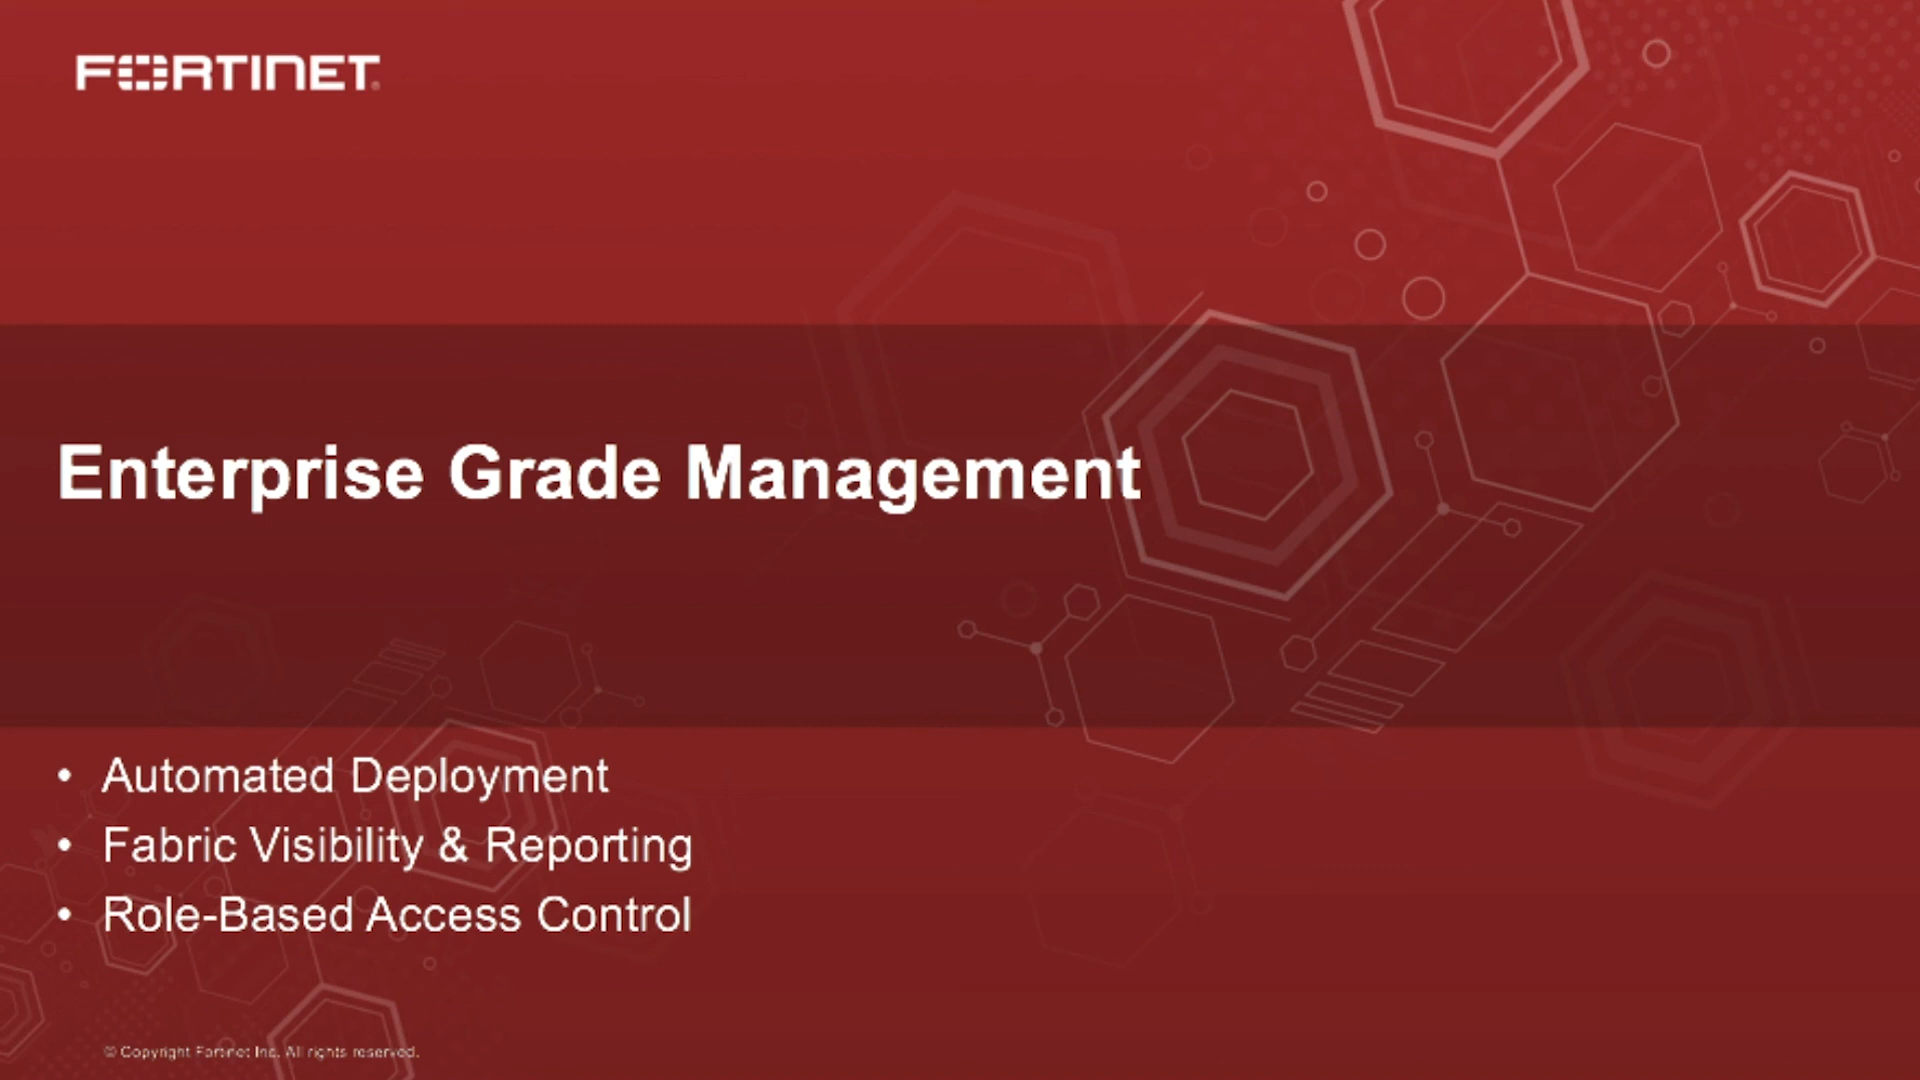 FORTINET
Enterprise Grade Management
• Automated Deployment
• Fabric Visibility & Reporting
• Role-Based Access Control
© Copyright Fortinet Inc. All rights reserved.